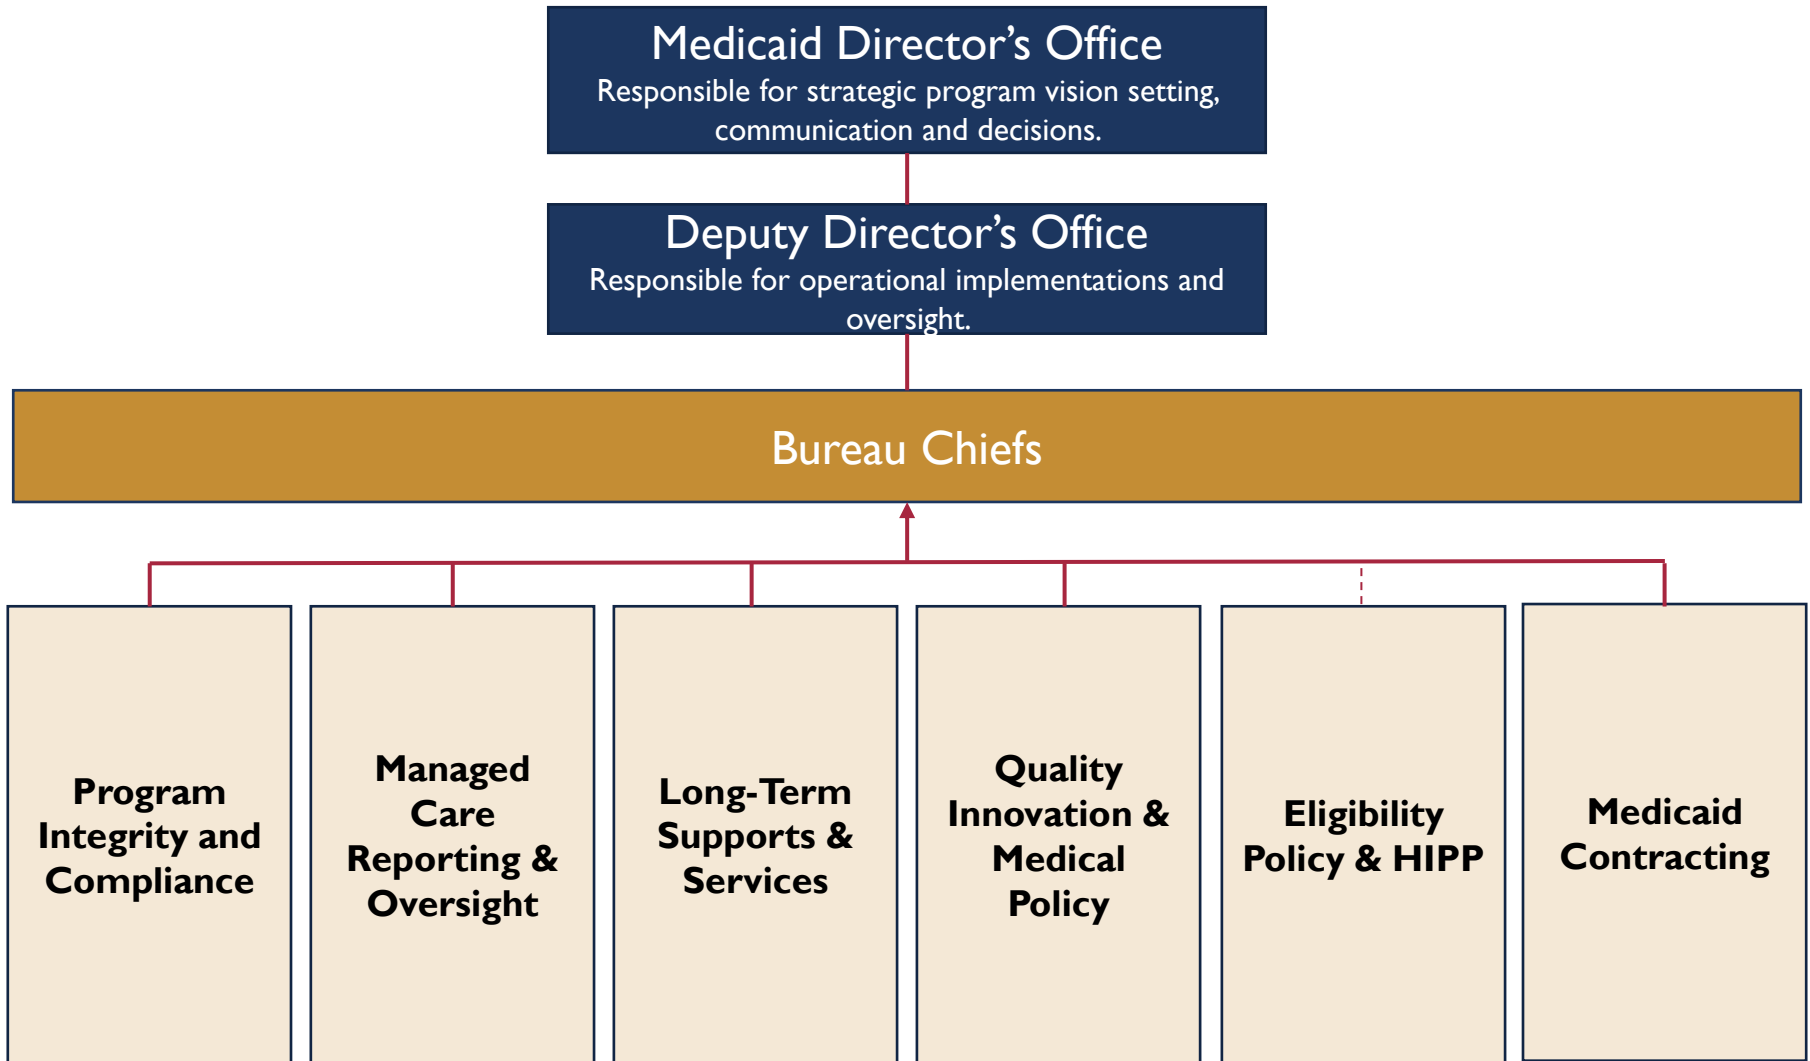 Medicaid Director’s Office
Responsible for strategic program vision setting,
communication and decisions.
Deputy Director’s Office
Responsible for operational implementations and
oversight.
Bureau Chiefs
Program
Integrity and
Compliance
Managed
Care
Reporting &
Oversight
Long-Term
Supports &
Services
Quality
Innovation &
Medical
Policy
Eligibility
Policy & HIPP
Medicaid
Contracting